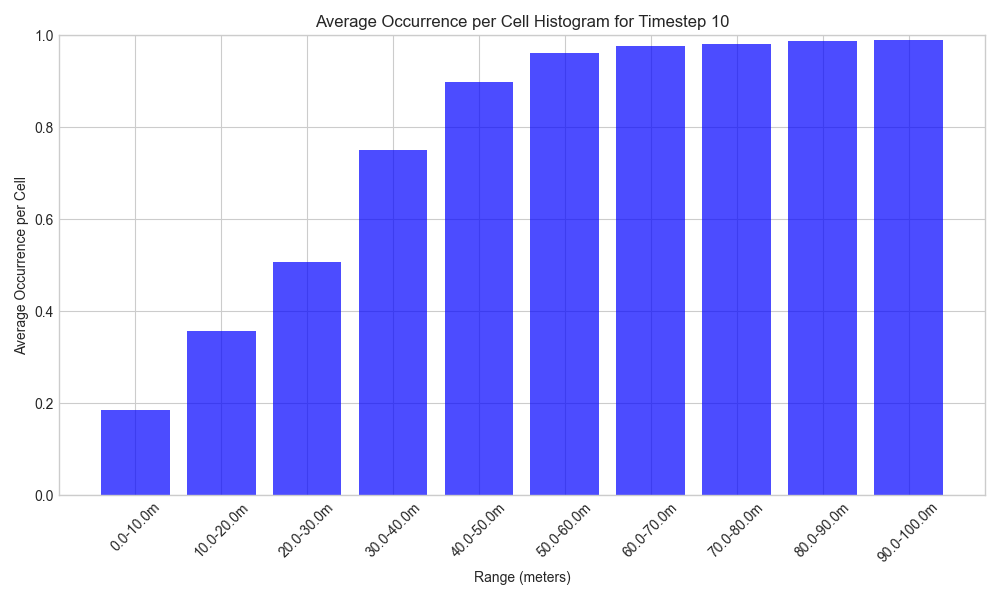 Average Occurrence per Cell Histogram for Timestep 10
Average Occurrence per Cell
1.0
0.8
0.6
0.4
0.2
0.0
0.0-10.0m
10.0-20.0m
20.0-30.0m
30.0-40.0m
40.0-50.0m
50.0-60.0m
60.0-70.0m
70.0-80.0m
80.0-90.0m
90.0-100.0m
Range (meters)